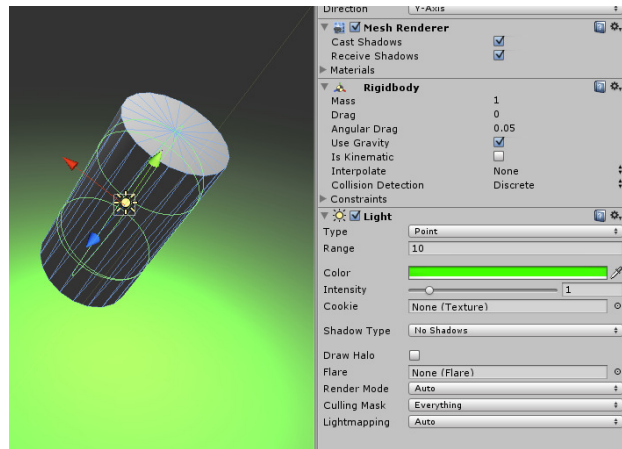 Direction Y-Axis
Mesh Renderer
Cast Shadows
Receive Shadows
Materials
Rigidbody
Mass 1
Drag 0
Angular Drag 0.05
Use Gravity
Is Kinematic
Interpolate None
Collision Detection Discrete
Constraints
Light
Type Point
Range 10
Color
Intensity 1
Cookie None (Texture)
Shadow Type No Shadows
Draw Halo
Flare None (Flare)
Render Mode Auto
Culling Mask Everything
Lightmapping Auto